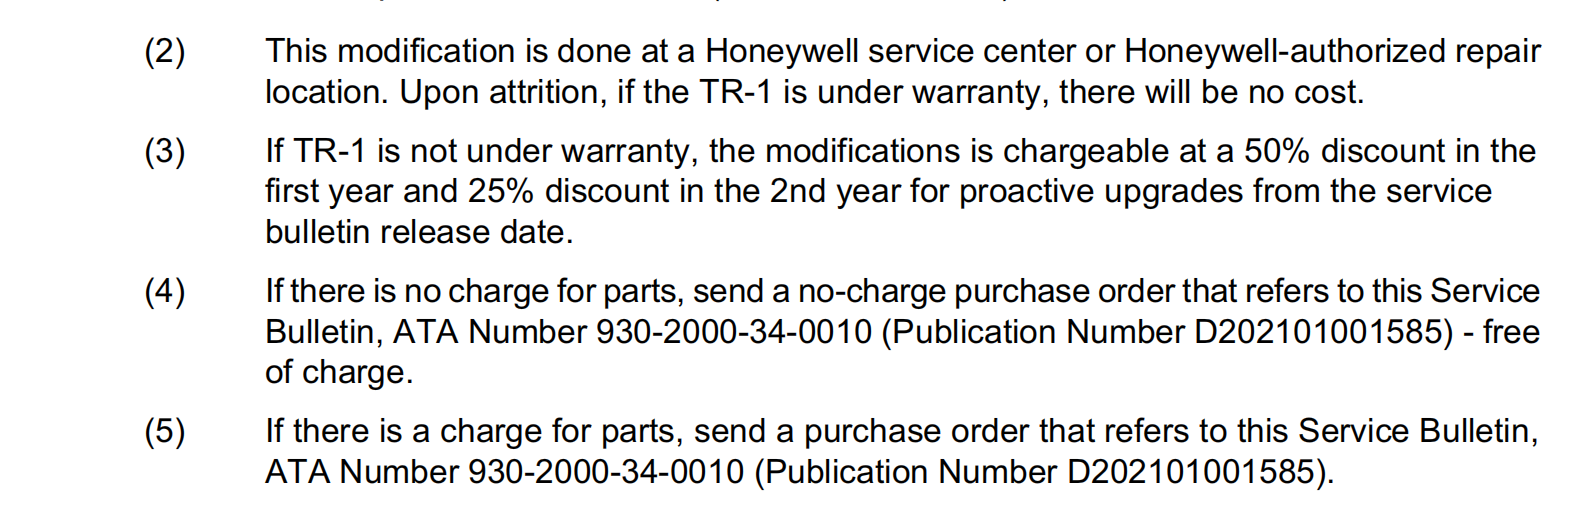 (2) This modification is done at a Honeywell service center or Honeywell-authorized repair
location. Upon attrition, if the TR-1 is under warranty, there will be no cost.
(3) If TR-1 is not under warranty, the modifications is chargeable at a 50% discount in the
first year and 25% discount in the 2nd year for proactive upgrades from the service
bulletin release date.
(4) If there is no charge for parts, send a no-charge purchase order that refers to this Service
Bulletin, ATA Number 930-2000-34-0010 (Publication Number D202101001585) - free
of charge.
(5) If there is a charge for parts, send a purchase order that refers to this Service Bulletin,
ATA Number 930-2000-34-0010 (Publication Number D202101001585).